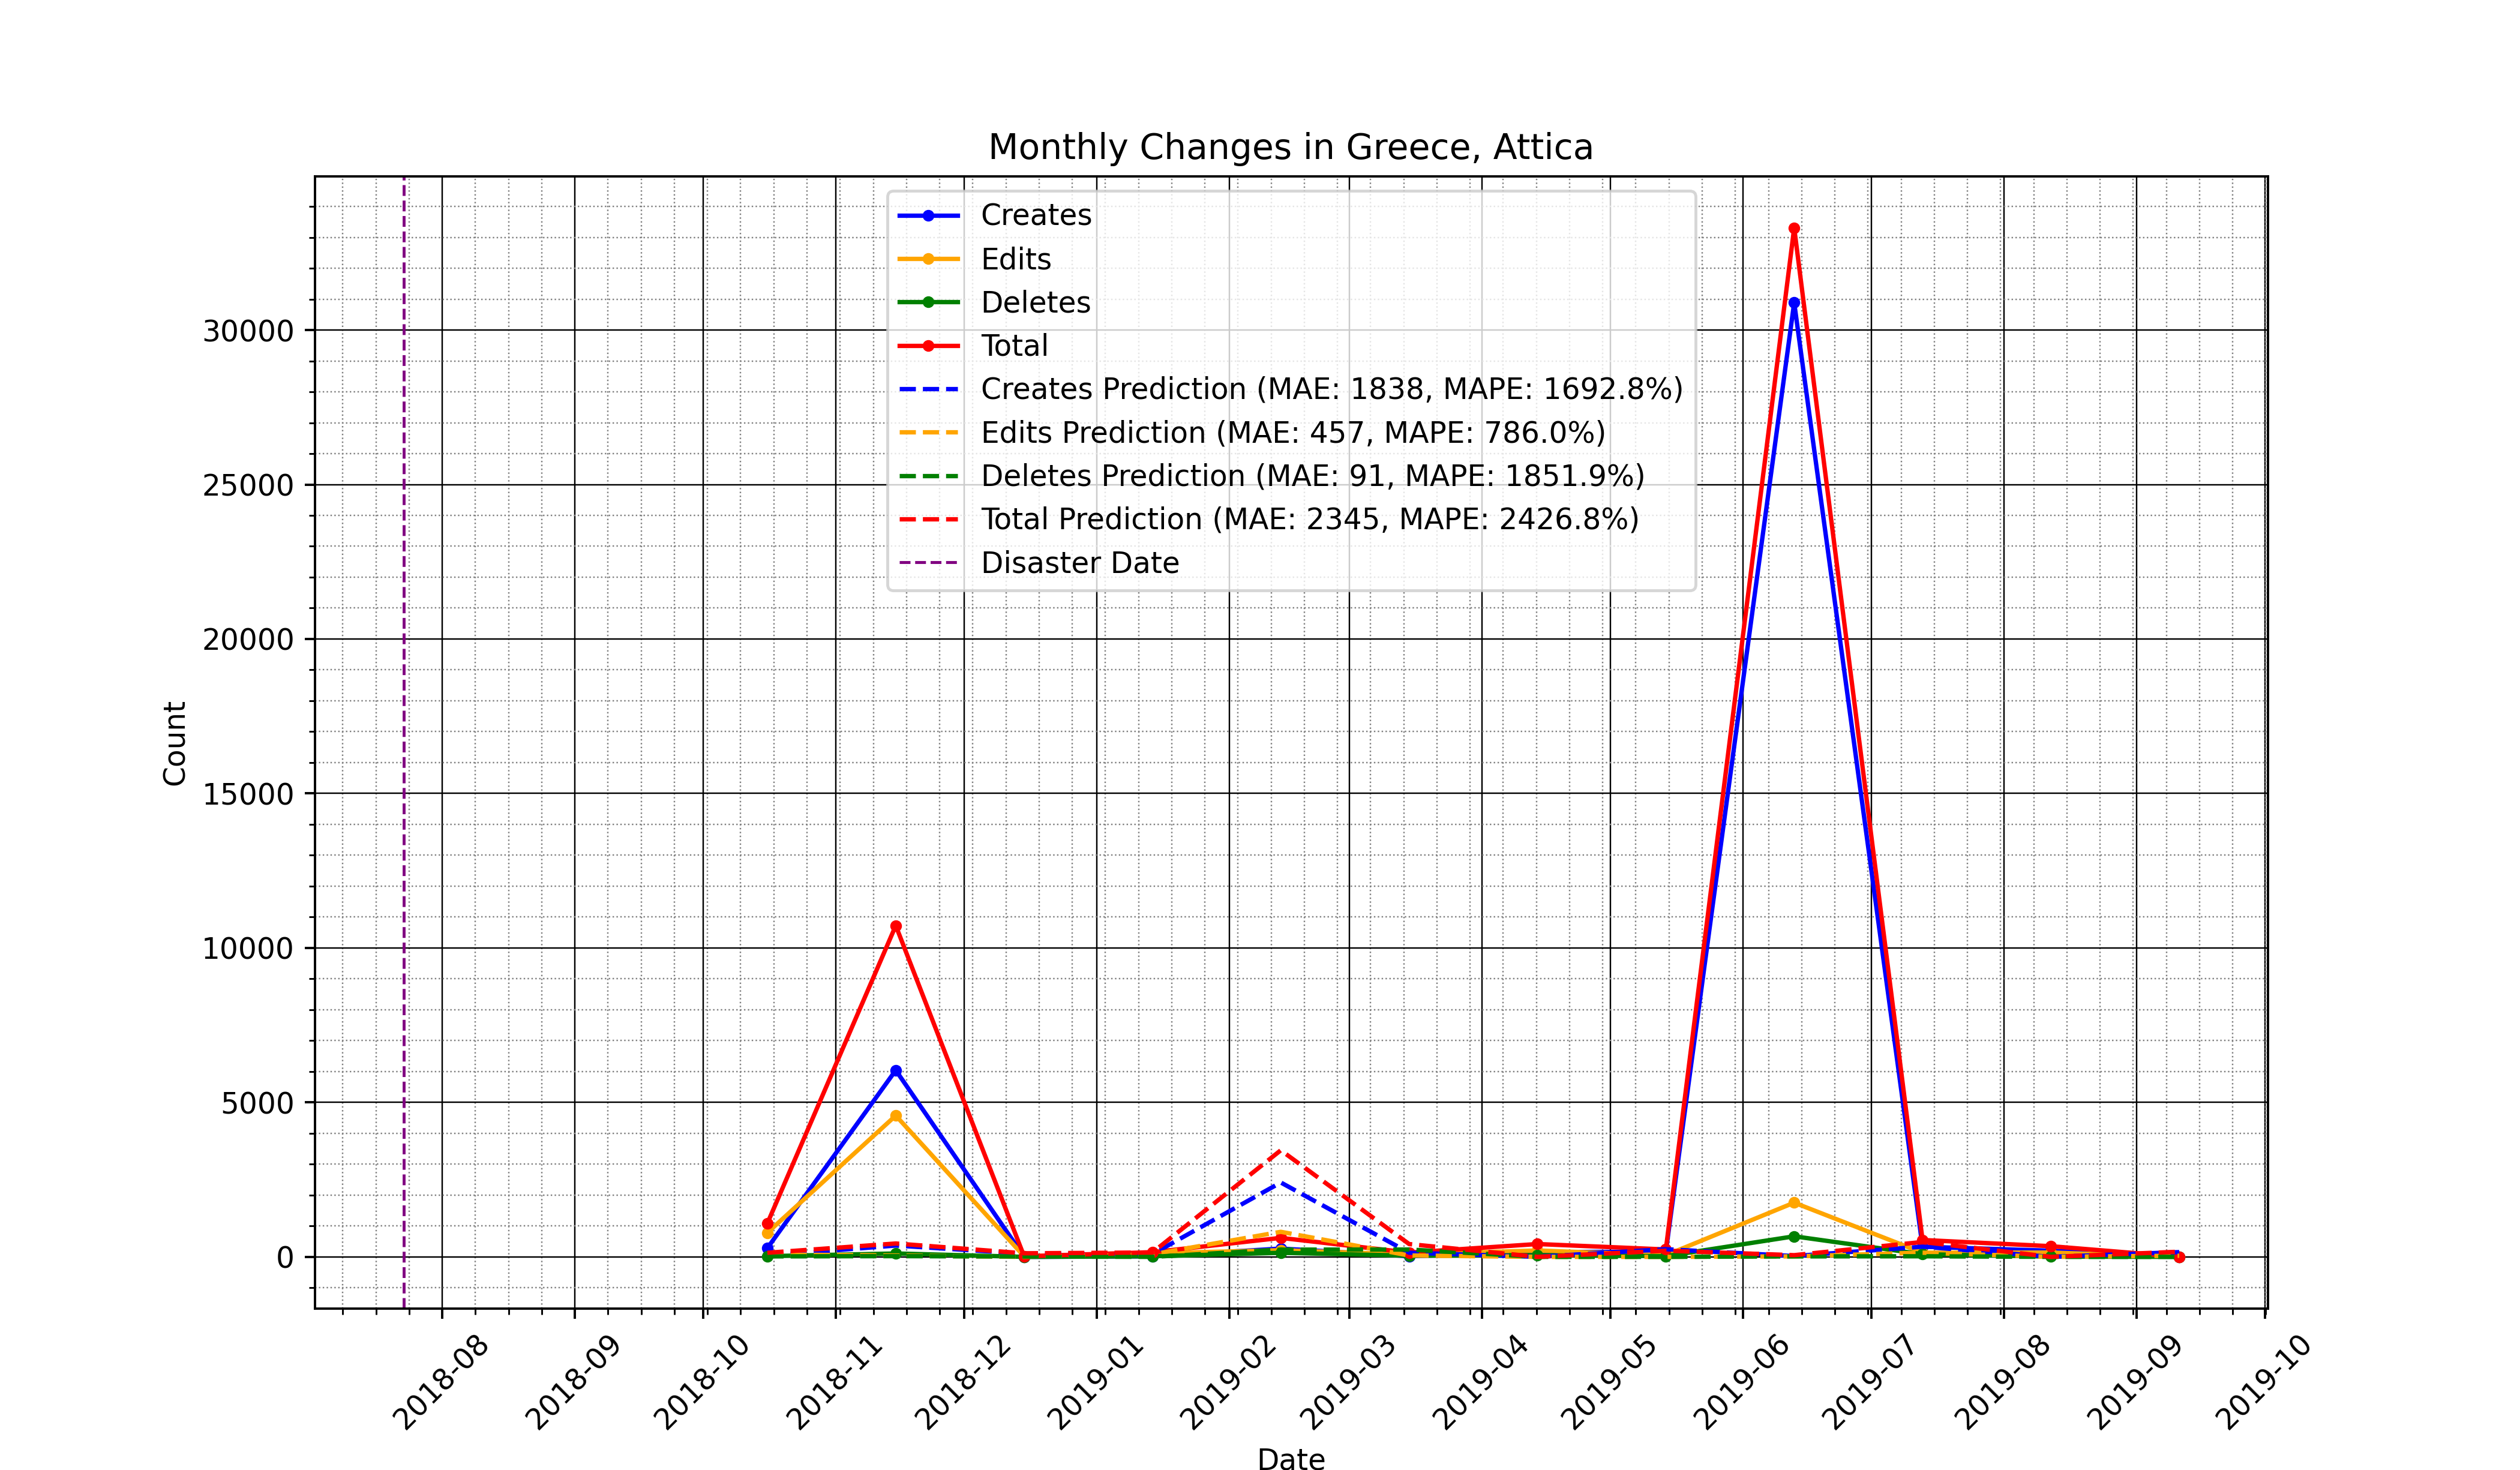 Monthly Changes in Greece, Attica
Creates
Edits
Deletes
Total
Creates Prediction (MAE: 1838, MAPE: 1692.8%)
Edits Prediction (MAE: 457, MAPE: 786.0%)
Deletes Prediction (MAE: 91, MAPE: 1851.9%)
Total Prediction (MAE: 2345, MAPE: 2426.8%)
Disaster Date
Count
30000
25000
20000
15000
10000
5000
0
2018-08
2018-09
2018-10
2018-11
2018-12
2019-01
2019-02
2019-03
2019-04
2019-05
2019-06
2019-07
2019-08
2019-09
2019-10
Date